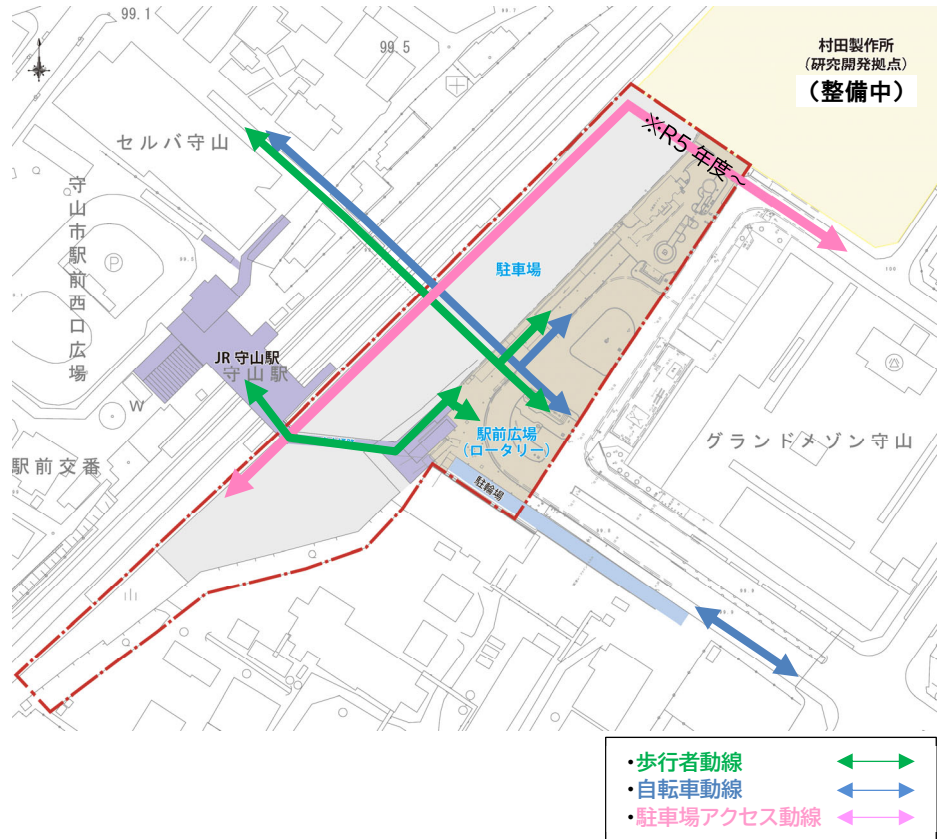 99.1
99.5
村田製作所
（研究開発拠点）
（整備中）
※R5 年度～
セルバ守山
守山市駅前西口広場
P
駐車場
JR 守山駅
守山駅
W
駅前広場
（ロータリー）
グランドメゾン守山
駅前交番
駐輪場
・歩行者動線
・自転車動線
・駐車場アクセス動線